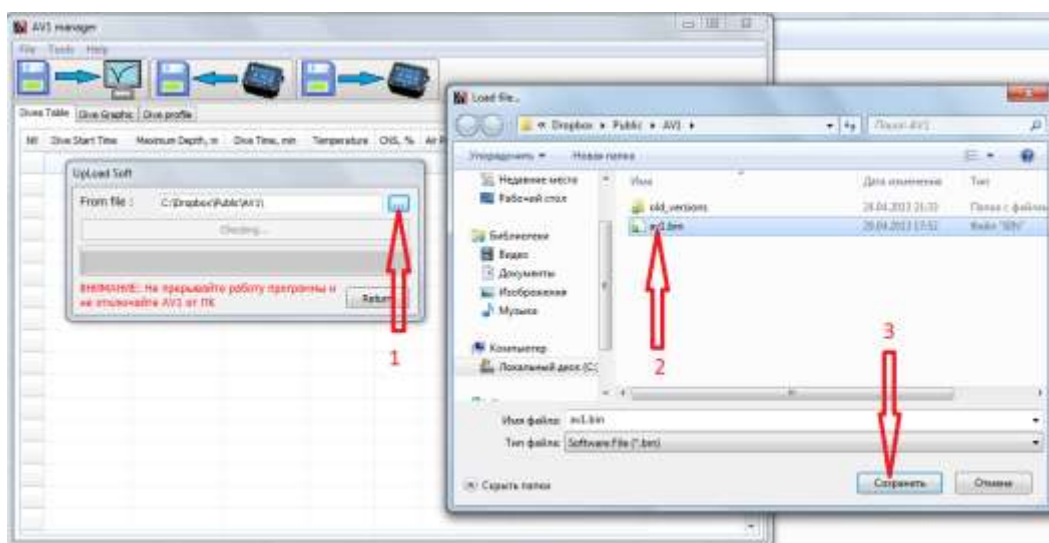 AV1 manager
File Tools Help
Dives Table Dive Graphic Dive profile
№ Dive Start Time Maximum Depth, m Dive Time, min Temperature CNS, %
UpLoad Soft
From file : C:\Dropbox\Public\AV1\
...
Checking...
ВНИМАНИЕ: Не прерывайте работу программы и
не отключайте AV1 от ПК
Return
1
Load file...
« Dropbox ▸ Public ▸ AV1 ▸
Поиск: AV1
Упорядочить Новая папка
Недавние места
Рабочий стол
Библиотеки
Видео
Документы
Изображения
Музыка
Компьютер
Локальный диск (C:
Имя Дата изменения Тип
old_versions Папка с файлам
av1.bin Файл "BIN"
2
3
Имя файла: av1.bin
Тип файла: Software File (*.bin)
Скрыть папки
Сохранить Отмена